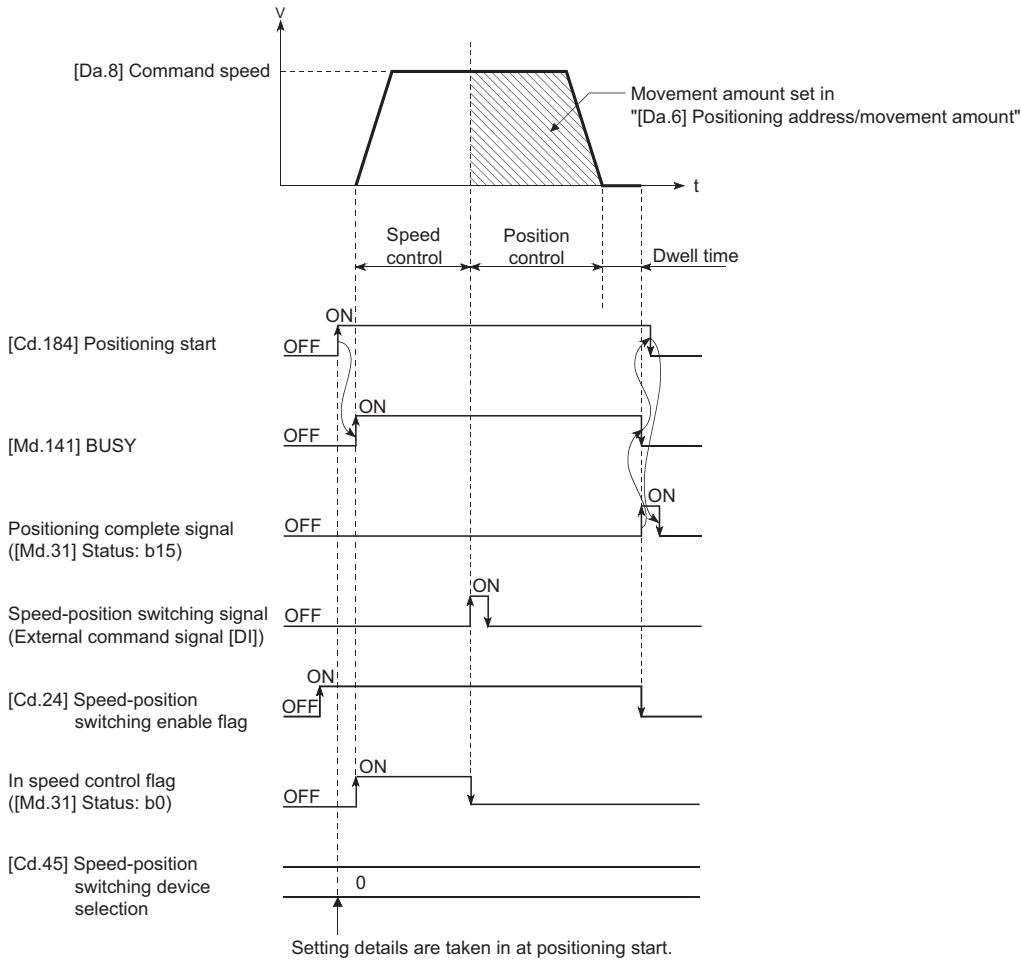 V
[Da.8] Command speed
Movement amount set in
"[Da.6] Positioning address/movement amount"
t
Speed
control
Position
control
Dwell time
ON
[Cd.184] Positioning start
OFF
ON
[Md.141] BUSY
OFF
ON
Positioning complete signal
([Md.31] Status: b15)
OFF
ON
Speed-position switching signal
(External command signal [DI])
OFF
ON
[Cd.24] Speed-position
switching enable flag
OFF
ON
In speed control flag
([Md.31] Status: b0)
OFF
[Cd.45] Speed-position
switching device
selection
0
Setting details are taken in at positioning start.